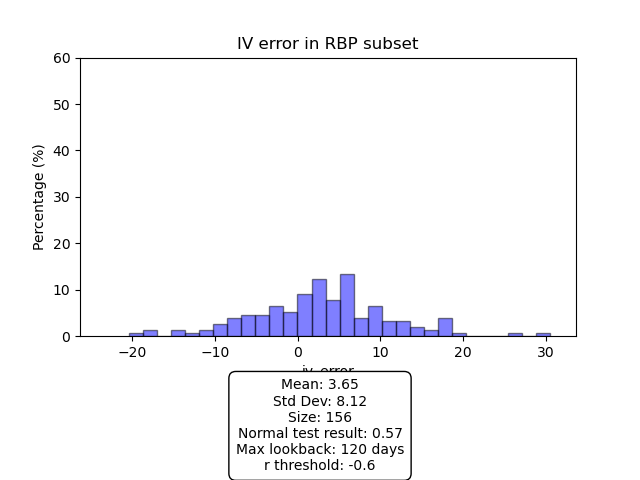 IV error in RBP subset
60
50
40
30
20
10
0
Percentage (%)
−20
−10
0
10
20
30
iv_error
Mean: 3.65
Std Dev: 8.12
Size: 156
Normal test result: 0.57
Max lookback: 120 days
r threshold: -0.6